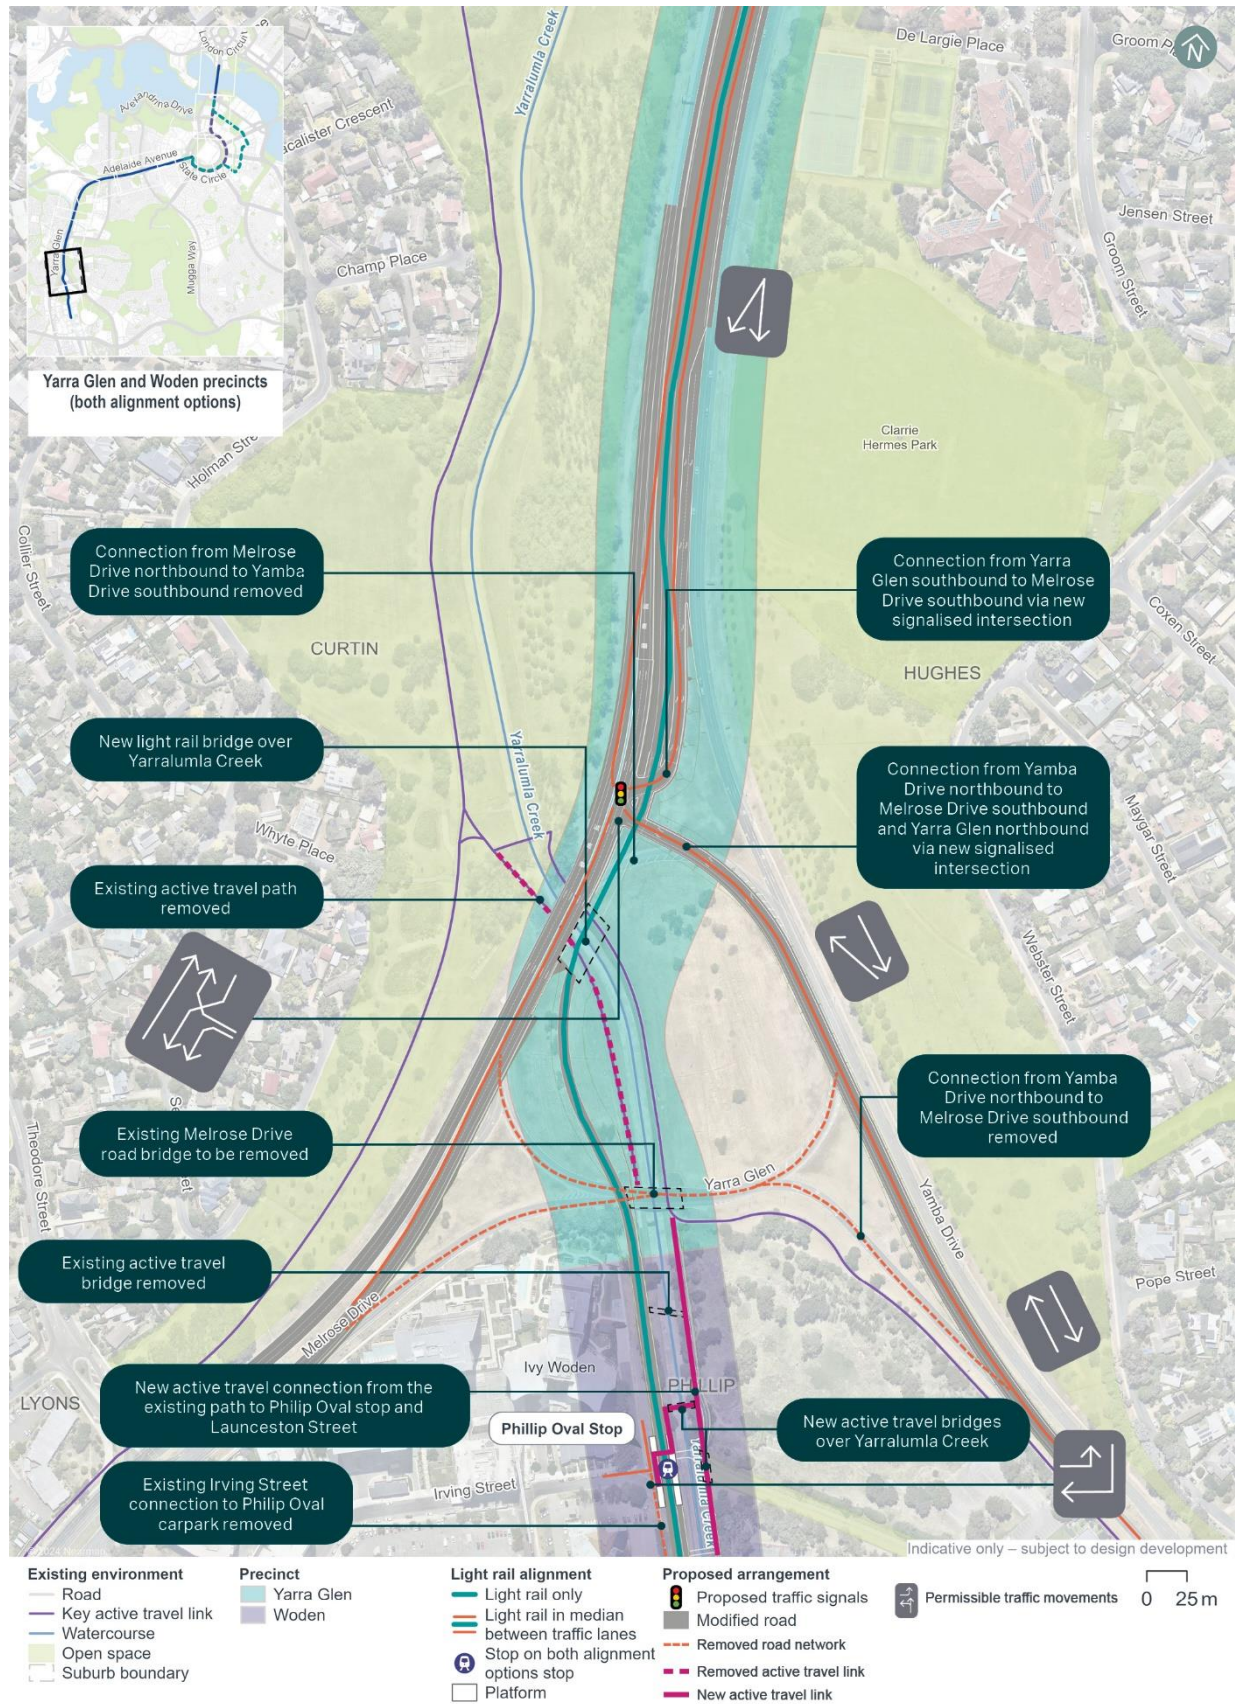 London Circuit
Alexandrina Drive
Adelaide Avenue
State Circle
Yarra Glen
Mugga Way
Yarra Glen and Woden precincts
(both alignment options)
Yarralumla Creek
De Largie Place
Groom
N
acalister Crescent
Jensen Street
Champ Place
Groom Street
Clarrie
Hermes Park
Holman Stre
Collier Street
Connection from Melrose
Drive northbound to Yamba
Drive southbound removed
Connection from Yarra
Glen southbound to Melrose
Drive southbound via new
signalised intersection
Coxen Street
CURTIN
HUGHES
New light rail bridge over
Yarralumla Creek
Yarralumla Creek
Connection from Yamba
Drive northbound to
Melrose Drive southbound
and Yarra Glen northbound
via new signalised
intersection
Maygar Street
Whyte Place
Existing active travel path
removed
Webster Street
Connection from Yamba
Drive northbound to
Melrose Drive southbound
removed
Theodore Street
Street
Existing Melrose Drive
road bridge to be removed
Yarra Glen
Yamba Drive
Existing active travel
bridge removed
Pope Street
Melrose Drive
Ivy Woden
LYONS
PHILLIP
New active travel connection from the
existing path to Philip Oval stop and
Launceston Street
Phillip Oval Stop
New active travel bridges
over Yarralumla Creek
Yarralumla Creek
Irving Street
Existing Irving Street
connection to Philip Oval
carpark removed
Indicative only – subject to design development
Existing environment
Road
Key active travel link
Watercourse
Open space
Suburb boundary
Precinct
Yarra Glen
Woden
Light rail alignment
Light rail only
Light rail in median
between traffic lanes
Stop on both alignment
options stop
Platform
Proposed arrangement
Proposed traffic signals
Modified road
Removed road network
Removed active travel link
New active travel link
Permissible traffic movements
0 25 m